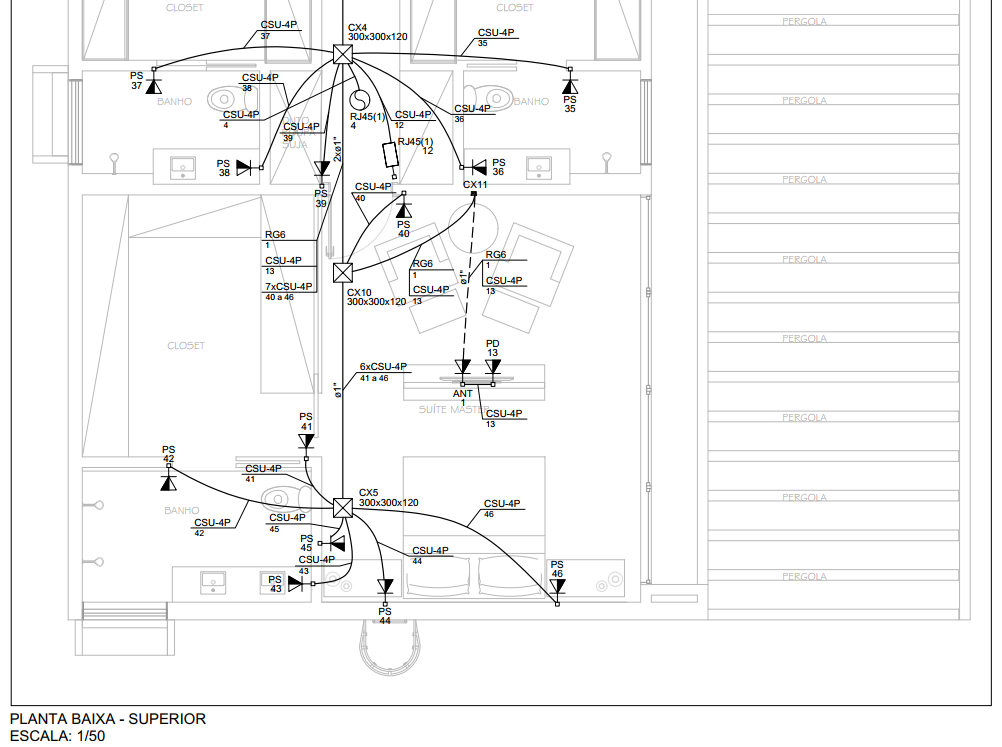 CLOSET
CLOSET
PERGOLA
CSU-4P
37
CX4
300x300x120
CSU-4P
35
PS
37
BANHO
CSU-4P
38
CSU-4P
4
CSU-4P
39
SUJA
RJ45(1)
4
CSU-4P
12
CSU-4P
36
BANHO
PS
35
PERGOLA
RJ45(1)
12
2xø1"
PS
38
PS
36
CX11
PS
39
CSU-4P
40
PS
40
PERGOLA
RG6
1
CSU-4P
13
7xCSU-4P
40 a 46
RG6
1
CSU-4P
13
ø1"
RG6
1
CSU-4P
13
PERGOLA
CX10
300x300x120
CLOSET
PD
13
PERGOLA
6xCSU-4P
41 a 46
ø1"
ANT
1
SUÍTE MASTER
CSU-4P
13
PERGOLA
PS
41
PS
42
CSU-4P
41
CX5
300x300x120
CSU-4P
46
PERGOLA
BANHO
CSU-4P
42
CSU-4P
45
PS
45
CSU-4P
43
CSU-4P
44
PS
43
PS
46
PERGOLA
PS
44
PLANTA BAIXA - SUPERIOR
ESCALA: 1/50